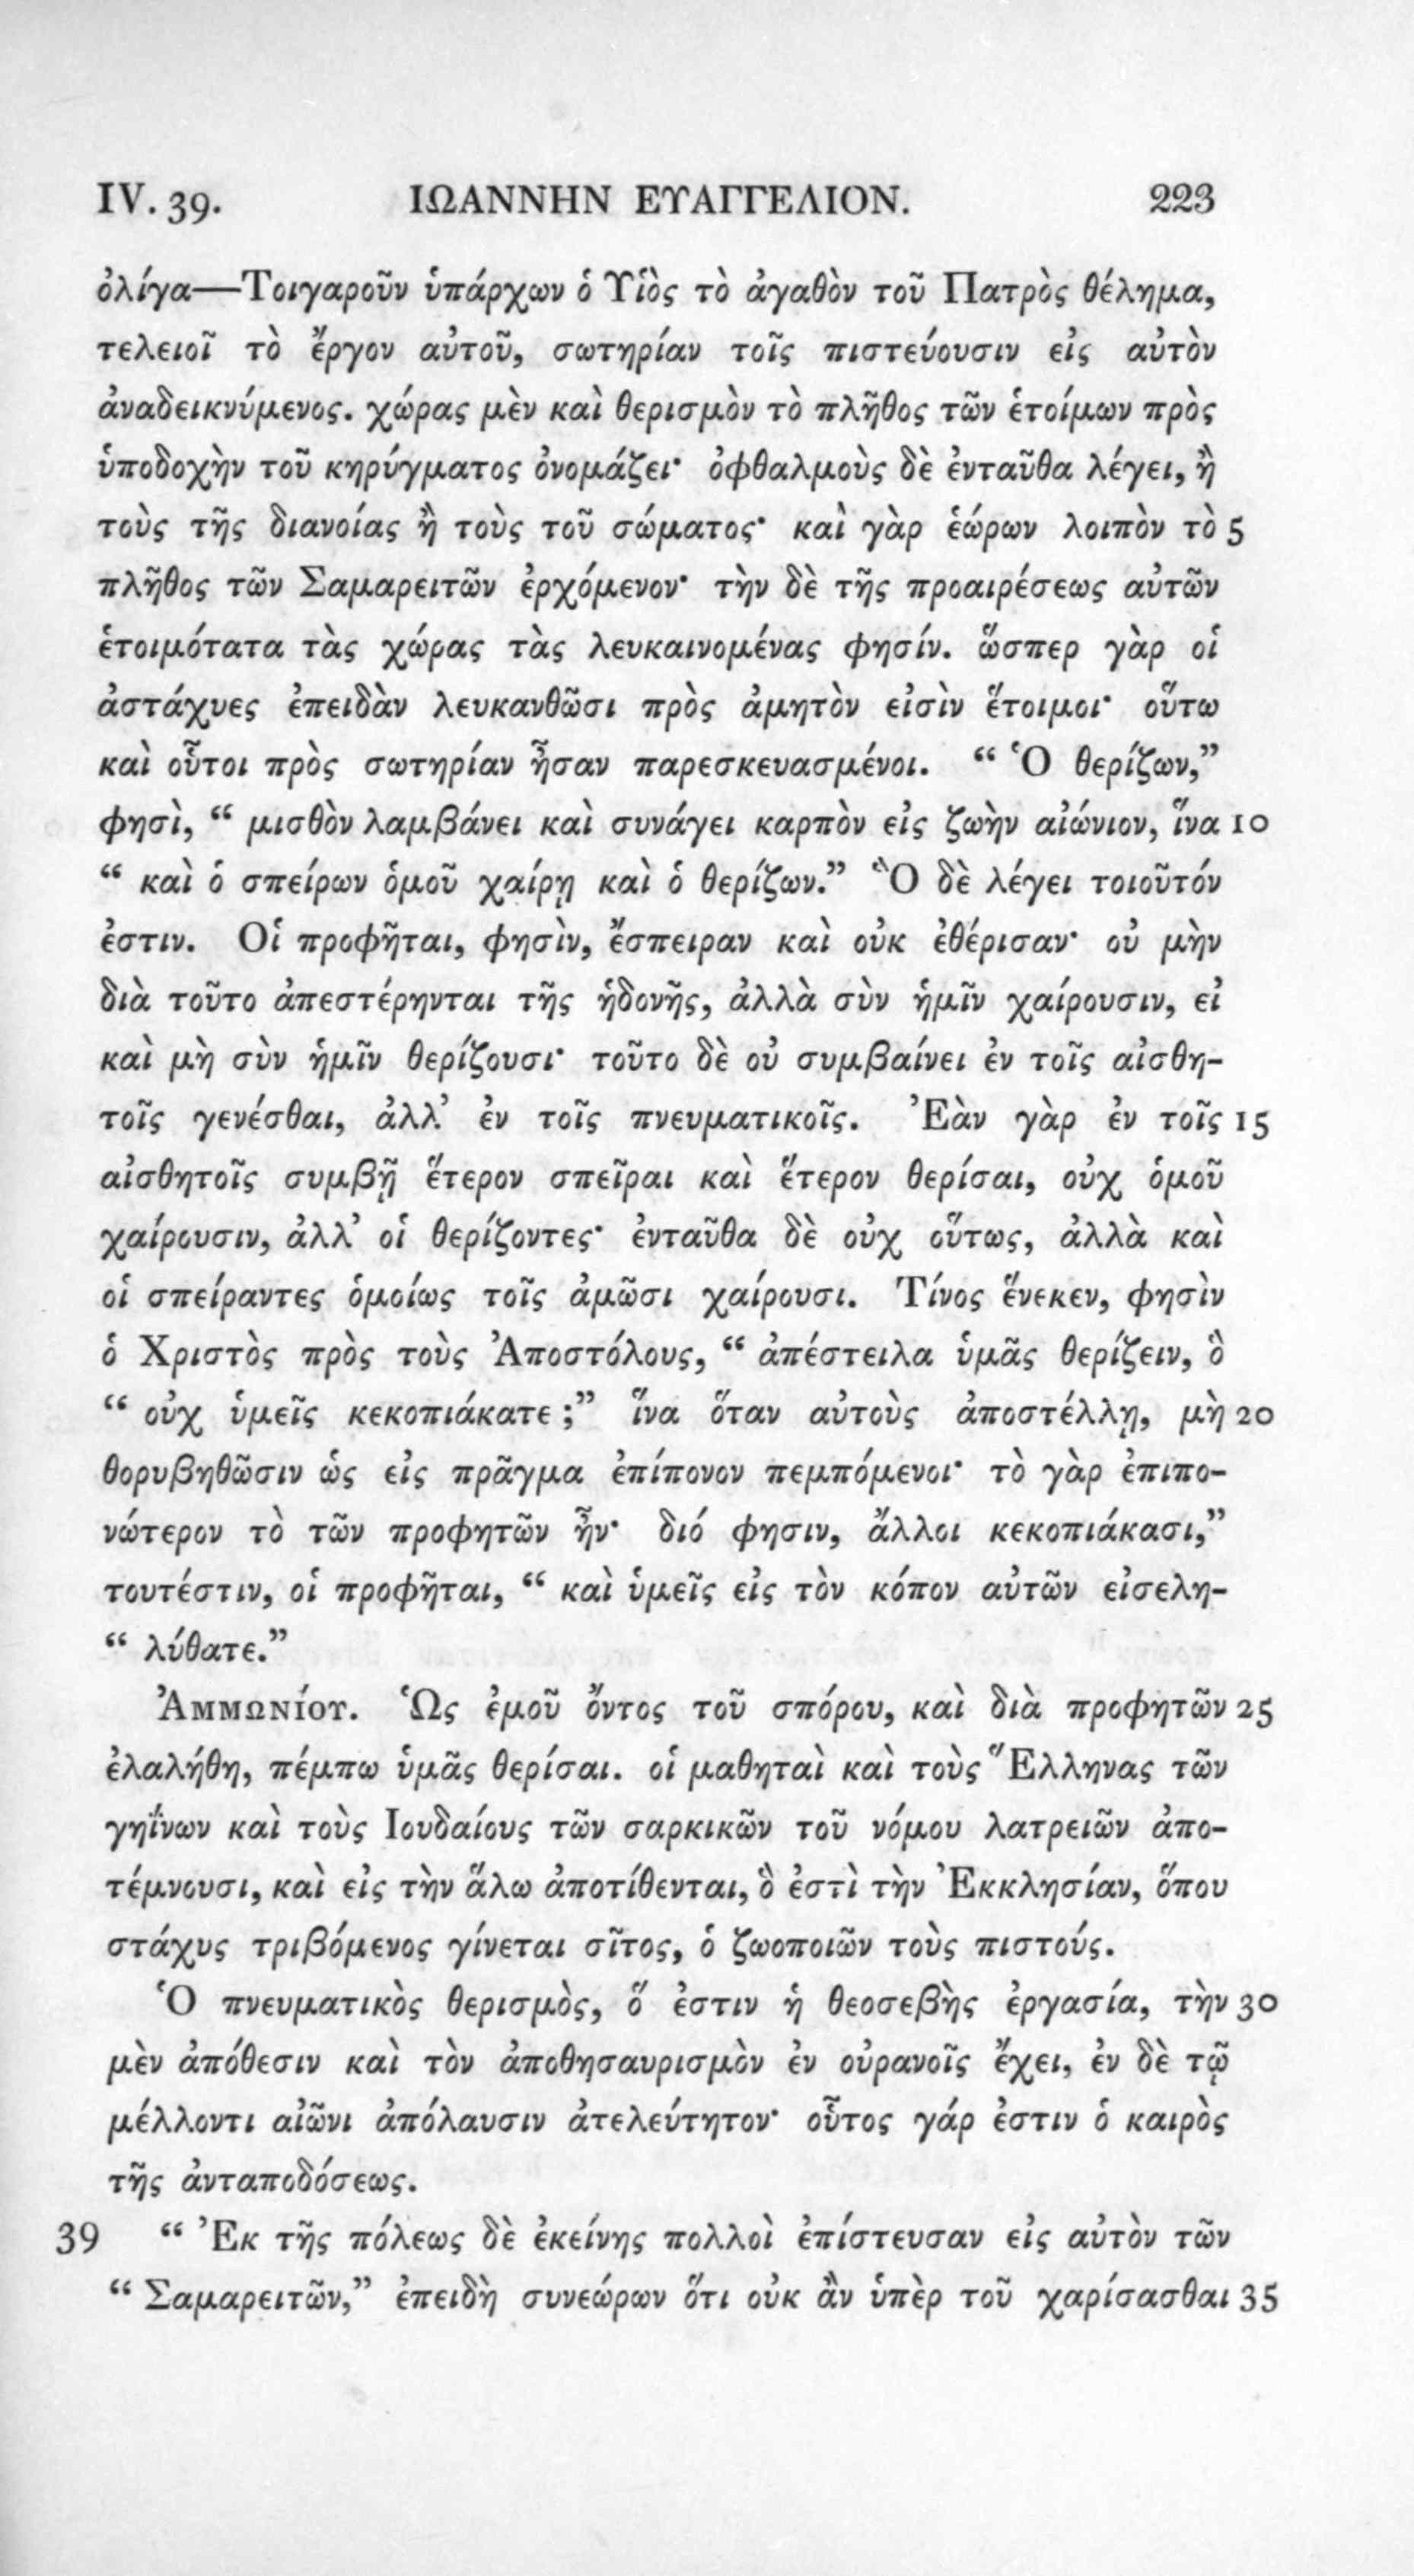 IV. 39. ΙΩΑΝΝΗΝ ΕΥΑΓΓΕΛΙΟΝ. 223
ὀλίγα—Τοιγαροῦν ὑπάρχων ὁ Υἱὸς τὸ ἀγαθὸν τοῦ Πατρὸς θέλημα,
τελειοῖ τὸ ἔργον αὐτοῦ, σωτηρίαν τοῖς πιστεύουσιν εἰς αὐτὸν
ἀναδεικνύμενος. χώρας μὲν καὶ θερισμὸν τὸ πλῆθος τῶν ἑτοίμων πρὸς
ὑποδοχὴν τοῦ κηρύγματος ὀνομάζει· ὀφθαλμοὺς δὲ ἐνταῦθα λέγει, ἢ
τοὺς τῆς διανοίας ἢ τοὺς τοῦ σώματος· καὶ γὰρ ἑώρων λοιπὸν τὸ 5
πλῆθος τῶν Σαμαρειτῶν ἐρχόμενον· τὴν δὲ τῆς προαιρέσεως αὐτῶν
ἑτοιμότατα τὰς χώρας τὰς λευκαινομένας φησίν. ὥσπερ γὰρ οἱ
ἀστάχυες ἐπειδὰν λευκανθῶσι πρὸς ἀμητὸν εἰσὶν ἕτοιμοι· οὕτω
καὶ οὗτοι πρὸς σωτηρίαν ἦσαν παρεσκευασμένοι. “ Ὁ θερίζων,”
φησὶ, “ μισθὸν λαμβάνει καὶ συνάγει καρπὸν εἰς ζωὴν αἰώνιον, ἵνα 10
“ καὶ ὁ σπείρων ὁμοῦ χαίρῃ καὶ ὁ θερίζων.” Ὃ δὲ λέγει τοιοῦτόν
ἐστιν. Οἱ προφῆται, φησὶν, ἔσπειραν καὶ οὐκ ἐθέρισαν· οὐ μὴν
διὰ τοῦτο ἀπεστέρηνται τῆς ἡδονῆς, ἀλλὰ σὺν ἡμῖν χαίρουσιν, εἰ
καὶ μὴ σὺν ἡμῖν θερίζουσι· τοῦτο δὲ οὐ συμβαίνει ἐν τοῖς αἰσθη-
τοῖς γενέσθαι, ἀλλ’ ἐν τοῖς πνευματικοῖς. Ἐὰν γὰρ ἐν τοῖς 15
αἰσθητοῖς συμβῇ ἕτερον σπεῖραι καὶ ἕτερον θερίσαι, οὐχ ὁμοῦ
χαίρουσιν, ἀλλ’ οἱ θερίζοντες· ἐνταῦθα δὲ οὐχ οὕτως, ἀλλὰ καὶ
οἱ σπείραντες ὁμοίως τοῖς ἀμῶσι χαίρουσι. Τίνος ἕνεκεν, φησὶν
ὁ Χριστὸς πρὸς τοὺς Ἀποστόλους, “ ἀπέστειλα ὑμᾶς θερίζειν, ὃ
“ οὐχ ὑμεῖς κεκοπιάκατε ;” ἵνα ὅταν αὐτοὺς ἀποστέλλῃ, μὴ 20
θορυβηθῶσιν ὡς εἰς πρᾶγμα ἐπίπονον πεμπόμενοι· τὸ γὰρ ἐπιπο-
νώτερον τὸ τῶν προφητῶν ἦν· διό φησιν, ἄλλοι κεκοπιάκασι,”
τουτέστιν, οἱ προφῆται, “ καὶ ὑμεῖς εἰς τὸν κόπον αὐτῶν εἰσελη-
“ λύθατε.”
Ἀμμωνίου. Ὡς ἐμοῦ ὄντος τοῦ σπόρου, καὶ διὰ προφητῶν 25
ἐλαλήθη, πέμπω ὑμᾶς θερίσαι. οἱ μαθηταὶ καὶ τοὺς Ἕλληνας τῶν
γηΐνων καὶ τοὺς Ιουδαίους τῶν σαρκικῶν τοῦ νόμου λατρειῶν ἀπο-
τέμνουσι, καὶ εἰς τὴν ἅλω ἀποτίθενται, ὃ ἐστὶ τὴν Ἐκκλησίαν, ὅπου
στάχυς τριβόμενος γίνεται σῖτος, ὁ ζωοποιῶν τοὺς πιστούς.
Ὁ πνευματικὸς θερισμὸς, ὅ ἐστιν ἡ θεοσεβὴς ἐργασία, τὴν 30
μὲν ἀπόθεσιν καὶ τὸν ἀποθησαυρισμὸν ἐν οὐρανοῖς ἔχει, ἐν δὲ τῷ
μέλλοντι αἰῶνι ἀπόλαυσιν ἀτελεύτητον· οὗτος γάρ ἐστιν ὁ καιρὸς
τῆς ἀνταποδόσεως.
39 “ Ἐκ τῆς πόλεως δὲ ἐκείνης πολλοὶ ἐπίστευσαν εἰς αὐτὸν τῶν
“ Σαμαρειτῶν,” ἐπειδὴ συνεώρων ὅτι οὐκ ἂν ὑπὲρ τοῦ χαρίσασθαι 35